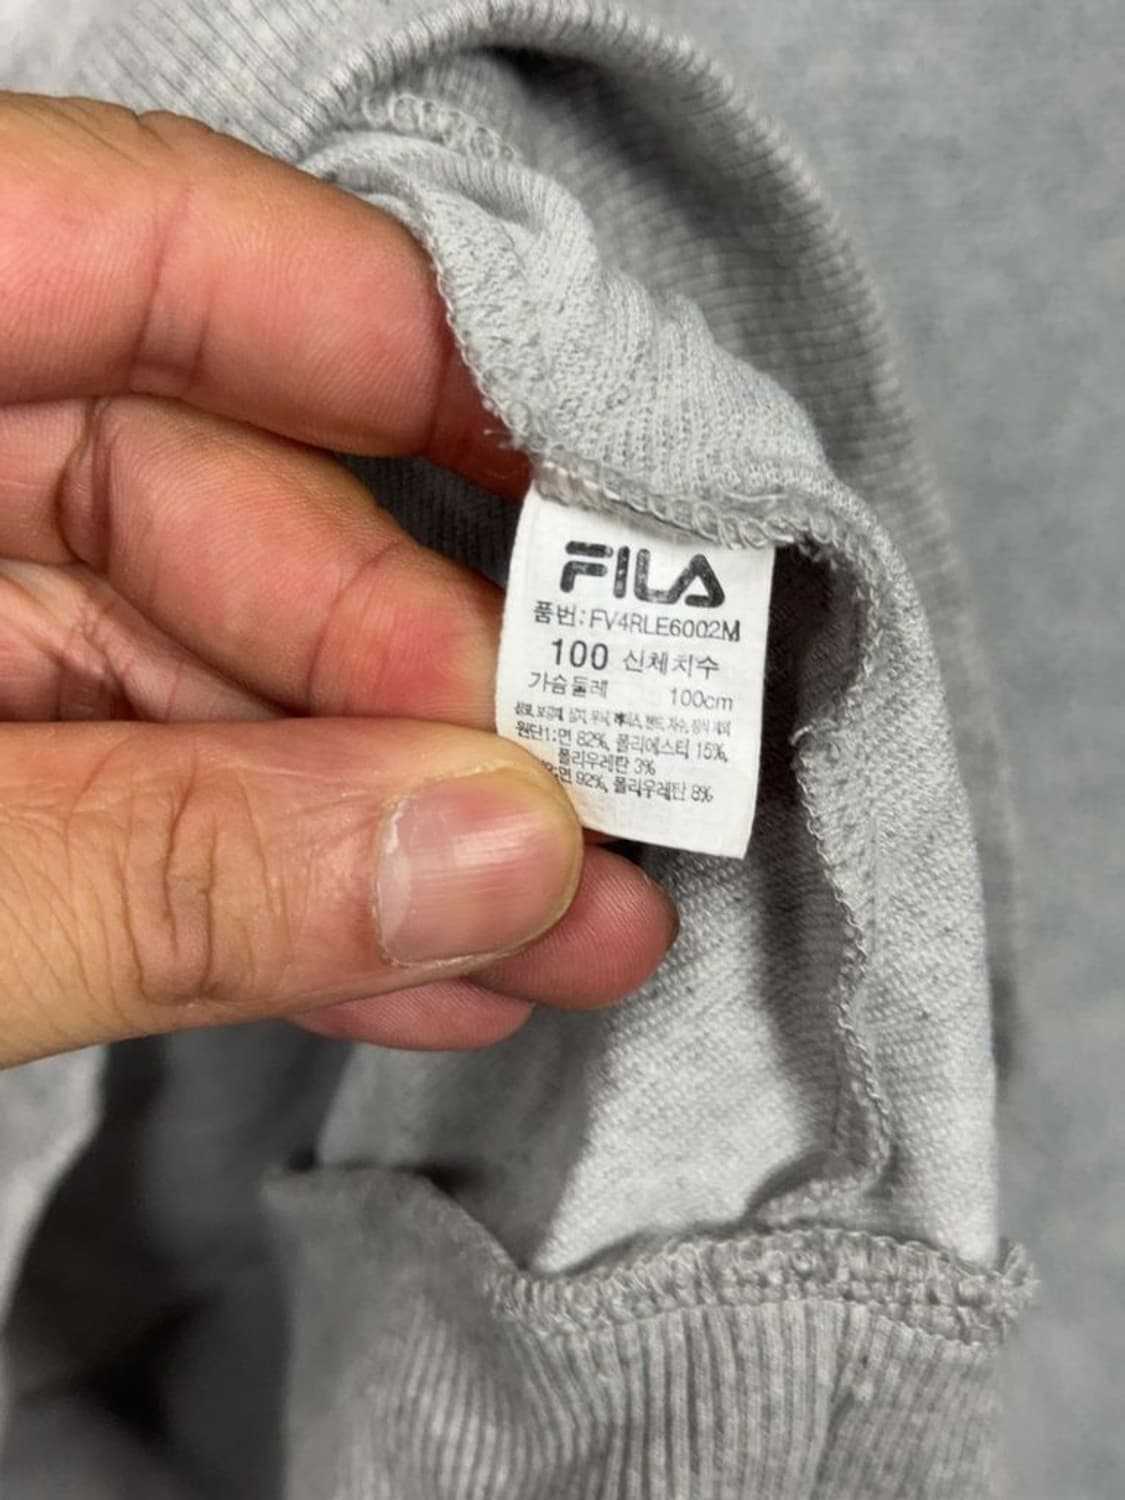 FILA
품번:FV4RLE6002M
100 신체치수
가슴둘레 100cm
원단1:면 82%, 폴리에스터 15%,
폴리우레탄 3%
면 92%, 폴리우레탄 8%